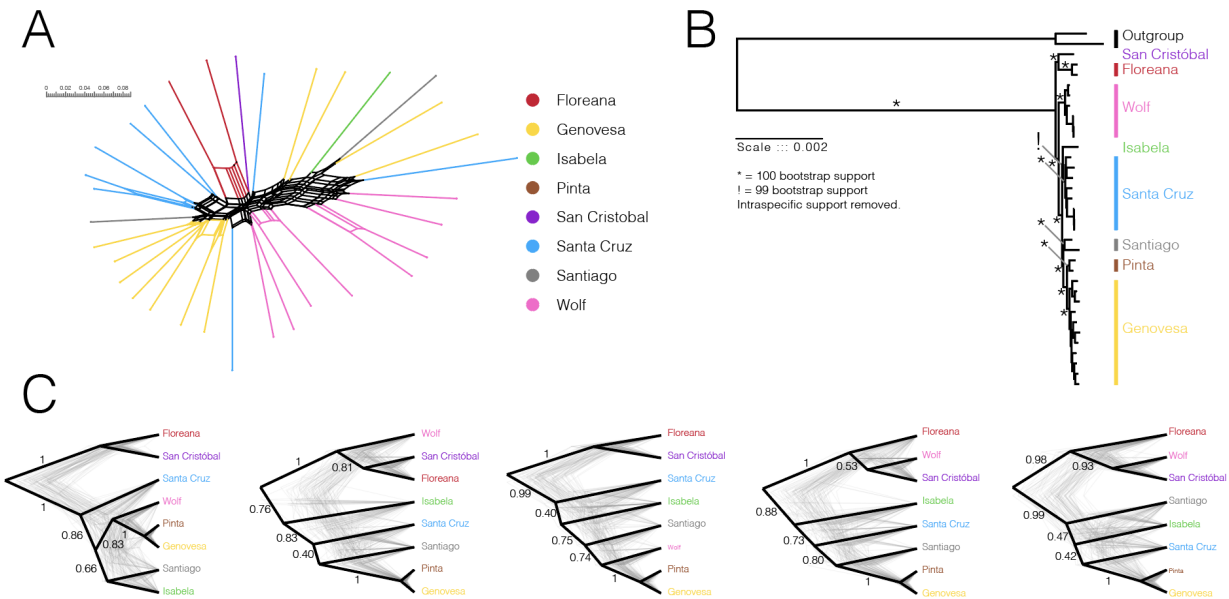 A
0 0.02 0.04 0.06 0.08
Floreana
Genovesa
Isabela
Pinta
San Cristobal
Santa Cruz
Santiago
Wolf
B
*
Scale ::: 0.002
* = 100 bootstrap support
! = 99 bootstrap support
Intraspecific support removed.
* *
*
!
* *
*
*
*
*
*
*
Outgroup
San Cristóbal
Floreana
Wolf
Isabela
Santa Cruz
Santiago
Pinta
Genovesa
C
1
1
0.86
0.83
1
0.66
Floreana
San Cristóbal
Santa Cruz
Wolf
Pinta
Genovesa
Santiago
Isabela
1
0.81
0.76
0.83
0.40
1
Wolf
San Cristóbal
Floreana
Isabela
Santa Cruz
Santiago
Pinta
Genovesa
1
0.99
0.40
0.75
0.74
1
Floreana
San Cristóbal
Santa Cruz
Isabela
Santiago
Wolf
Pinta
Genovesa
1
0.53
0.88
0.73
0.80
1
Floreana
Wolf
San Cristóbal
Isabela
Santa Cruz
Santiago
Pinta
Genovesa
0.98
0.93
0.99
0.47
0.42
1
Floreana
Wolf
San Cristóbal
Santiago
Isabela
Santa Cruz
Pinta
Genovesa